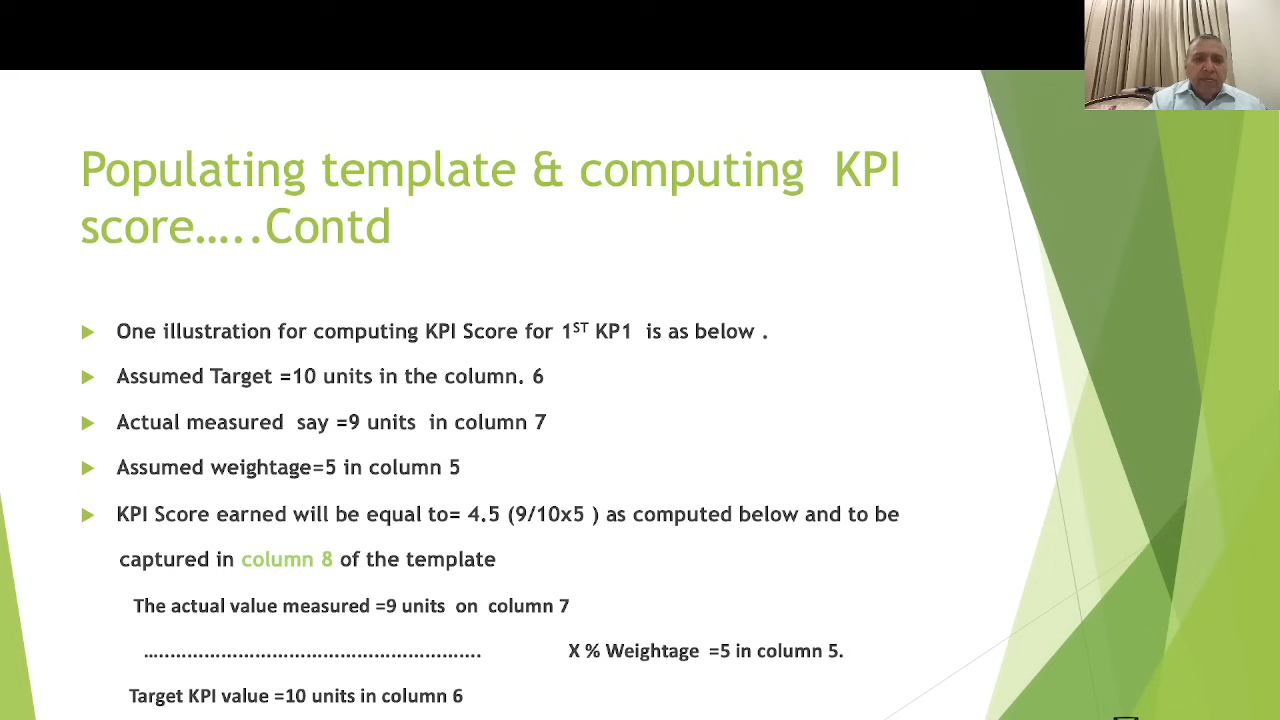 Populating template & computing KPI
score…..Contd
One illustration for computing KPI Score for 1ST KP1 is as below .
Assumed Target =10 units in the column. 6
Actual measured say =9 units in column 7
Assumed weightage=5 in column 5
KPI Score earned will be equal to= 4.5 (9/10x5 ) as computed below and to be
captured in column 8 of the template
The actual value measured =9 units on column 7
…..………………………………………………. X % Weightage =5 in column 5.
Target KPI value =10 units in column 6